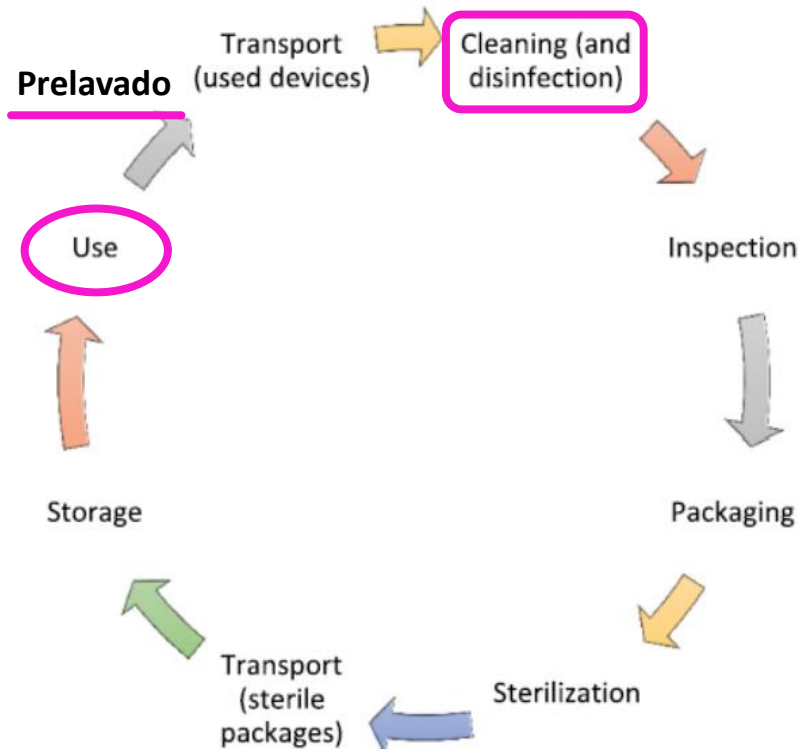 Prelavado
Transport
(used devices)
Cleaning (and
disinfection)
Inspection
Packaging
Sterilization
Transport
(sterile
packages)
Storage
Use